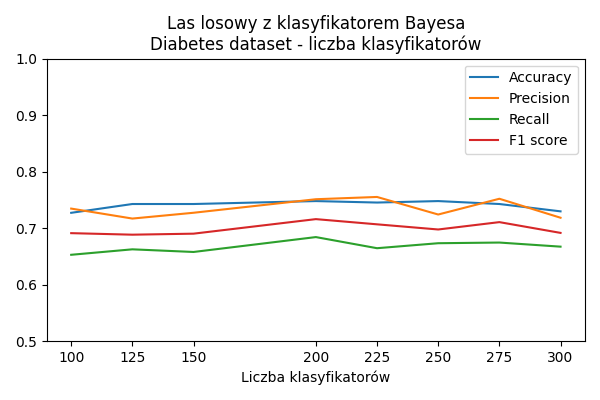 Las losowy z klasyfikatorem Bayesa
Diabetes dataset - liczba klasyfikatorów
1.0
0.9
0.8
0.7
0.6
0.5
Accuracy
Precision
Recall
F1 score
100 125 150 200 225 250 275 300
Liczba klasyfikatorów